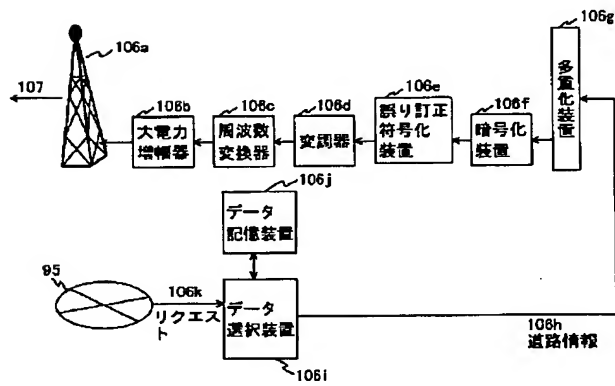 106a
107
106b
大電力
増幅器
106c
周波数
変換器
106d
変調器
106e
誤り訂正
符号化
装置
106f
暗号化
装置
106g
多重化装置
106j
データ
記憶装置
95
106k
リクエス
ト
データ
選択装置
106i
106h
道路情報